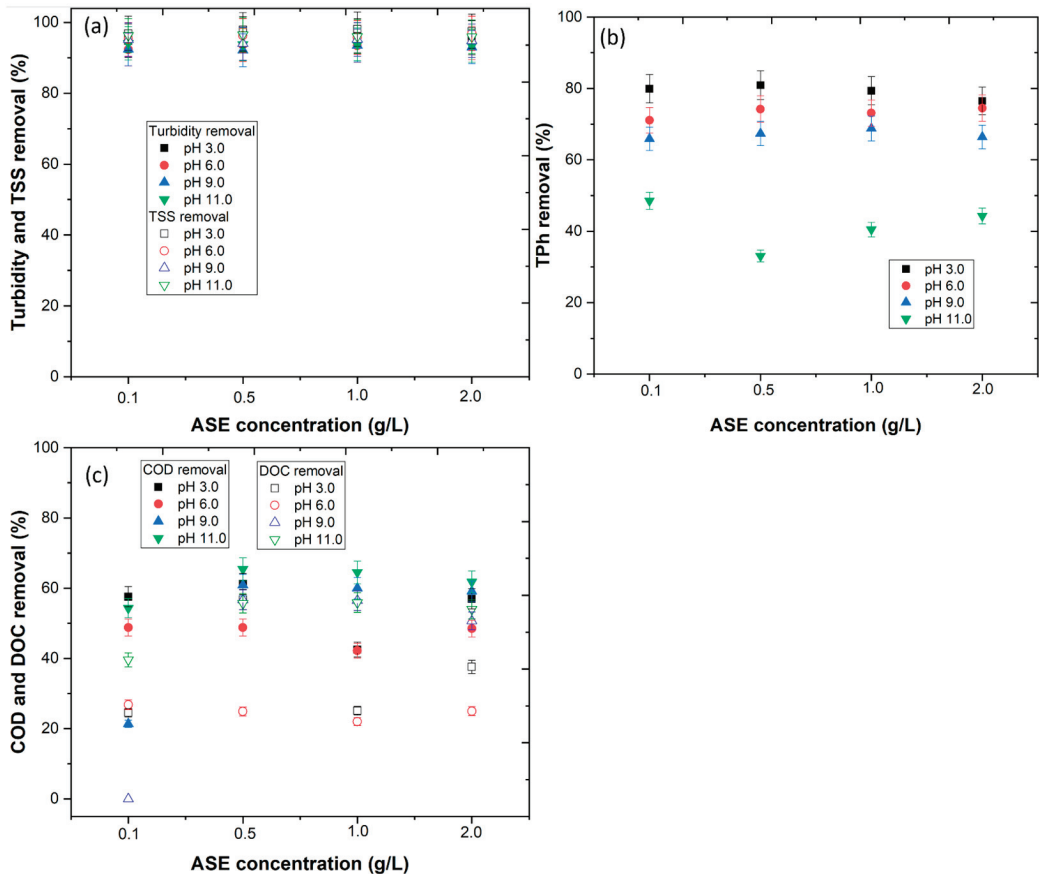 (a)
Turbidity and TSS removal (%)
100
80
60
40
20
0
Turbidity removal
pH 3.0
pH 6.0
pH 9.0
pH 11.0
TSS removal
pH 3.0
pH 6.0
pH 9.0
pH 11.0
0.1 0.5 1.0 2.0
ASE concentration (g/L)
(b)
TPh removal (%)
100
80
60
40
20
0
pH 3.0
pH 6.0
pH 9.0
pH 11.0
0.1 0.5 1.0 2.0
ASE concentration (g/L)
(c)
COD and DOC removal (%)
100
80
60
40
20
0
COD removal
pH 3.0
pH 6.0
pH 9.0
pH 11.0
DOC removal
pH 3.0
pH 6.0
pH 9.0
pH 11.0
0.1 0.5 1.0 2.0
ASE concentration (g/L)